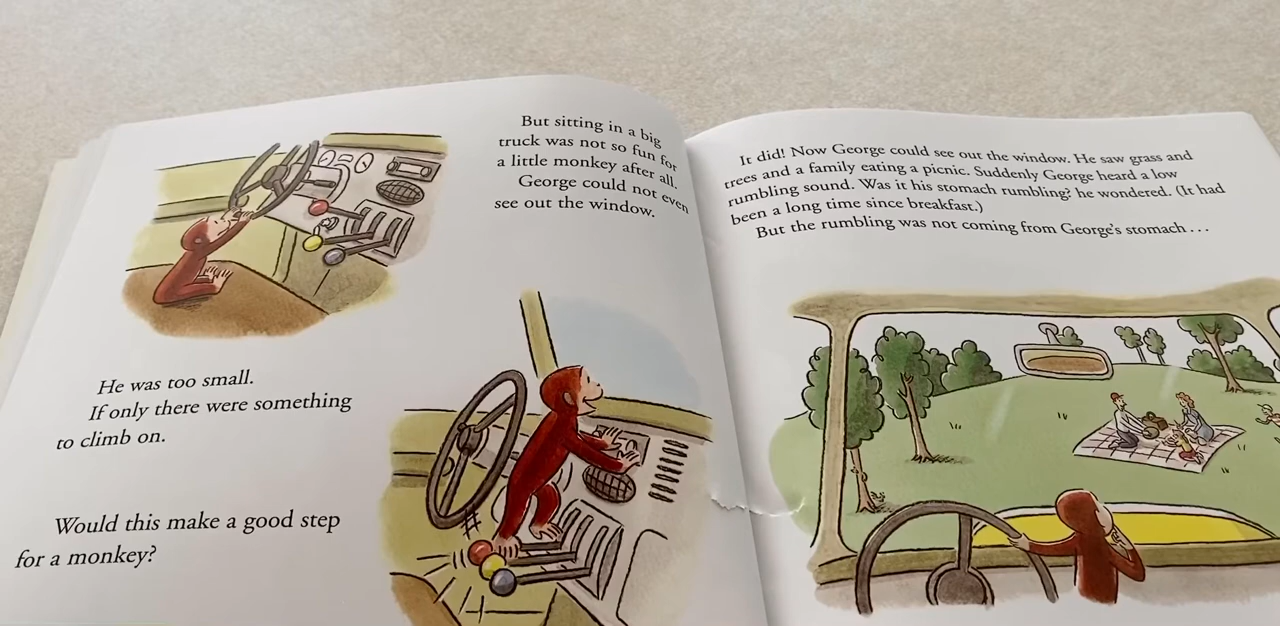 But sitting in a big
truck was not so fun for
a little monkey after all.
George could not even
see out the window.
He was too small.
If only there were something
to climb on.
Would this make a good step
for a monkey?
It did! Now George could see out the window. He saw grass and
trees and a family eating a picnic. Suddenly George heard a low
rumbling sound. Was it his stomach rumbling? he wondered. (It had
been a long time since breakfast.)
But the rumbling was not coming from George's stomach...